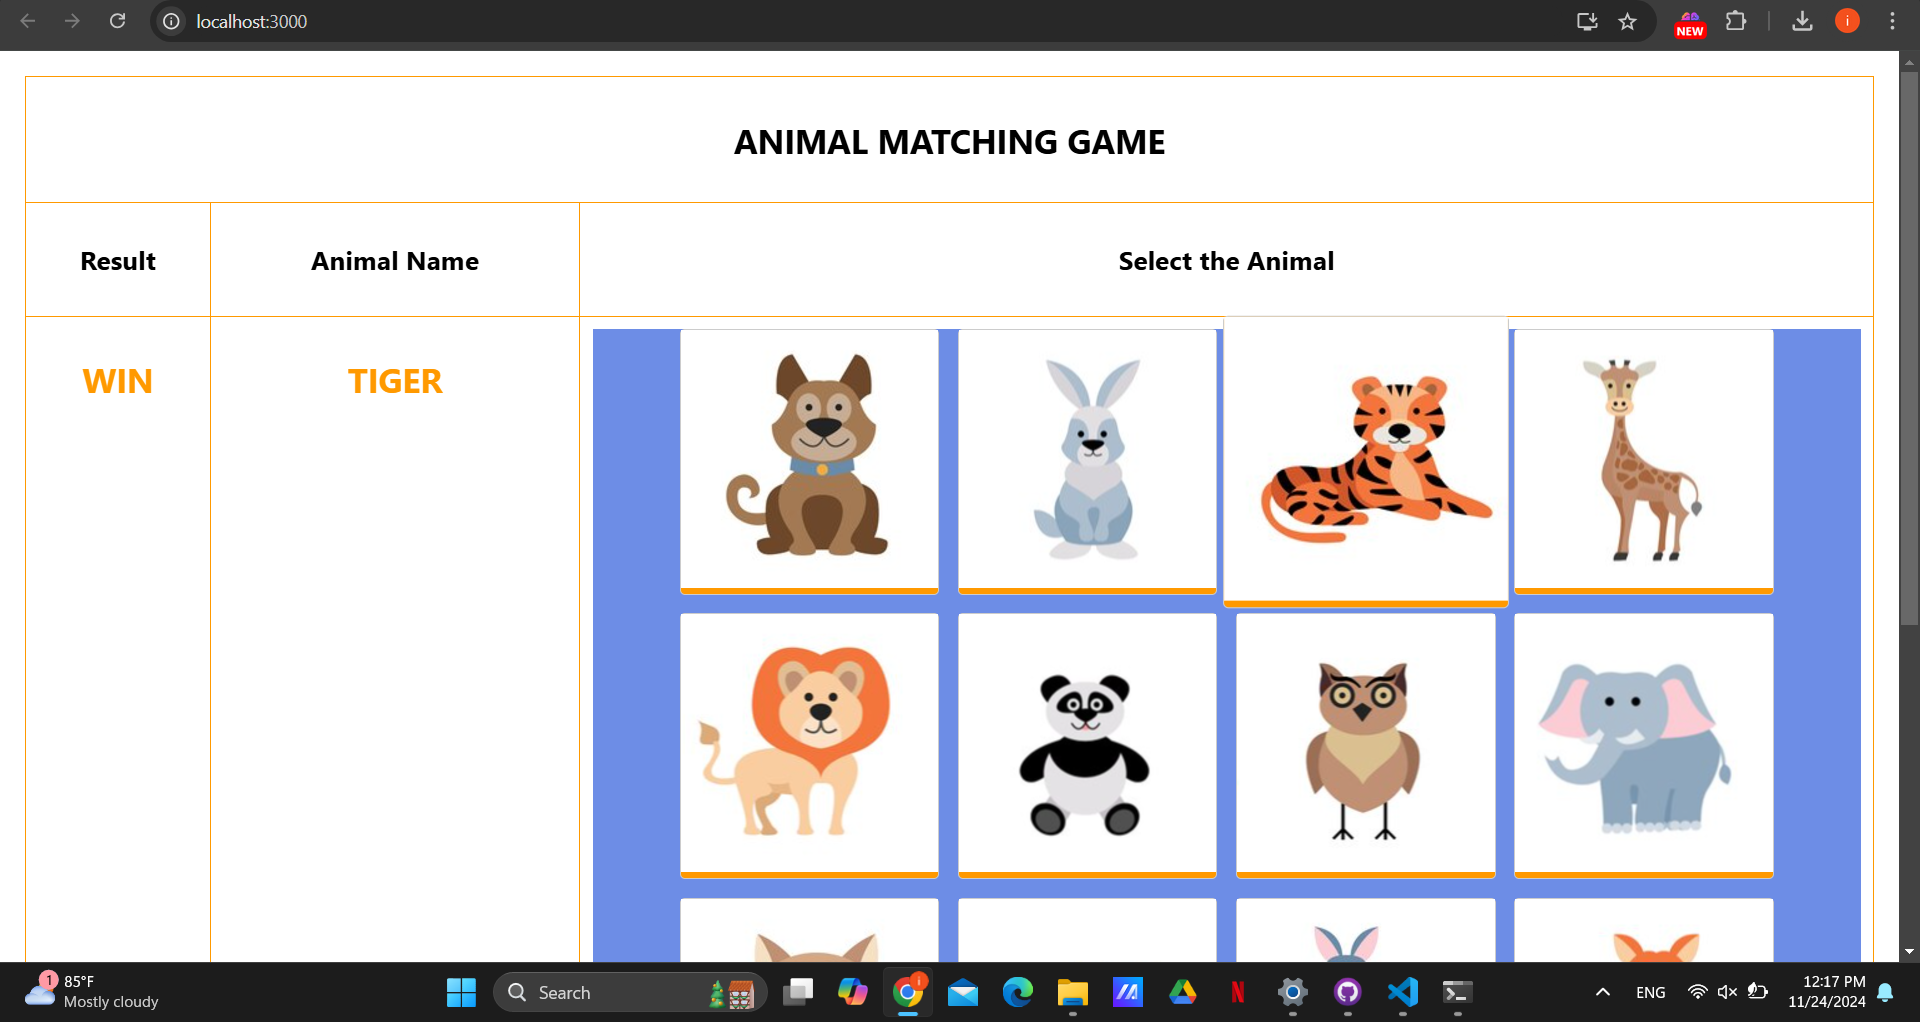 localhost:3000
NEW
i
ANIMAL MATCHING GAME
Result
Animal Name
Select the Animal
WIN
TIGER
1
85°F
Mostly cloudy
Search
i
N
ENG
12:17 PM
11/24/2024